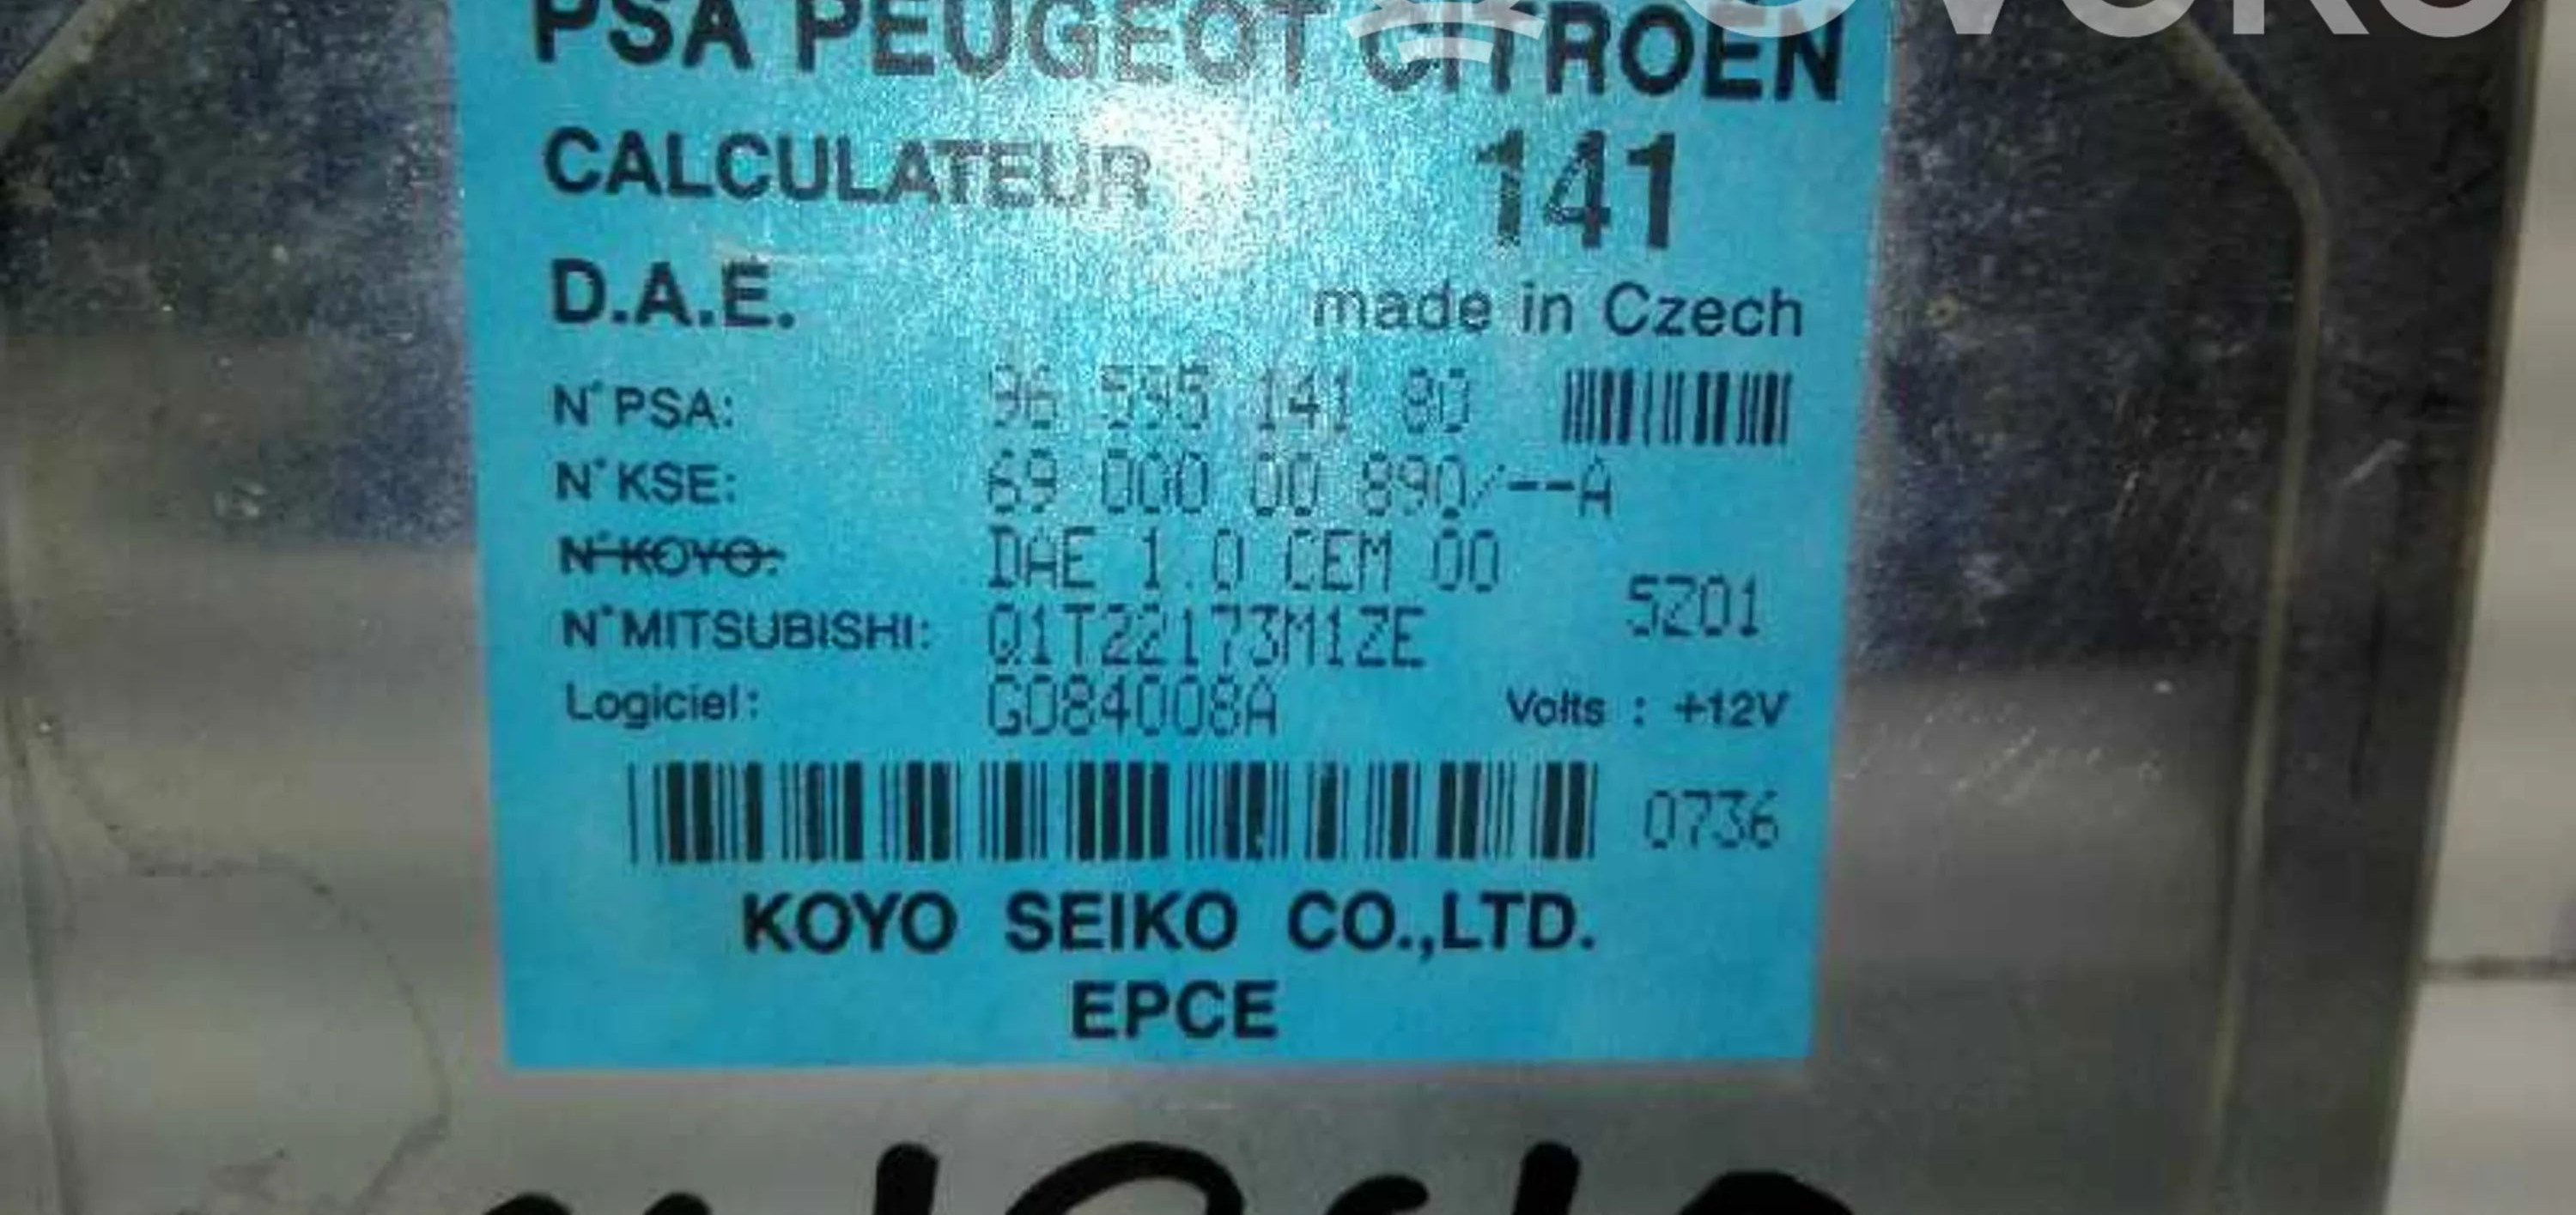 PSA PEUGEOT CITROËN
CALCULATEUR 141
D.A.E. made in Czech
N°PSA: 96 595 141 80
N°KSE: 69 000 00 890/--A
N°KOYO: DAE 1.0 CEM 00
5Z01
N°MITSUBISHI: Q1T22173M1ZE
Logiciel: G084008A Volts : +12V
0736
KOYO SEIKO CO.,LTD.
EPCE